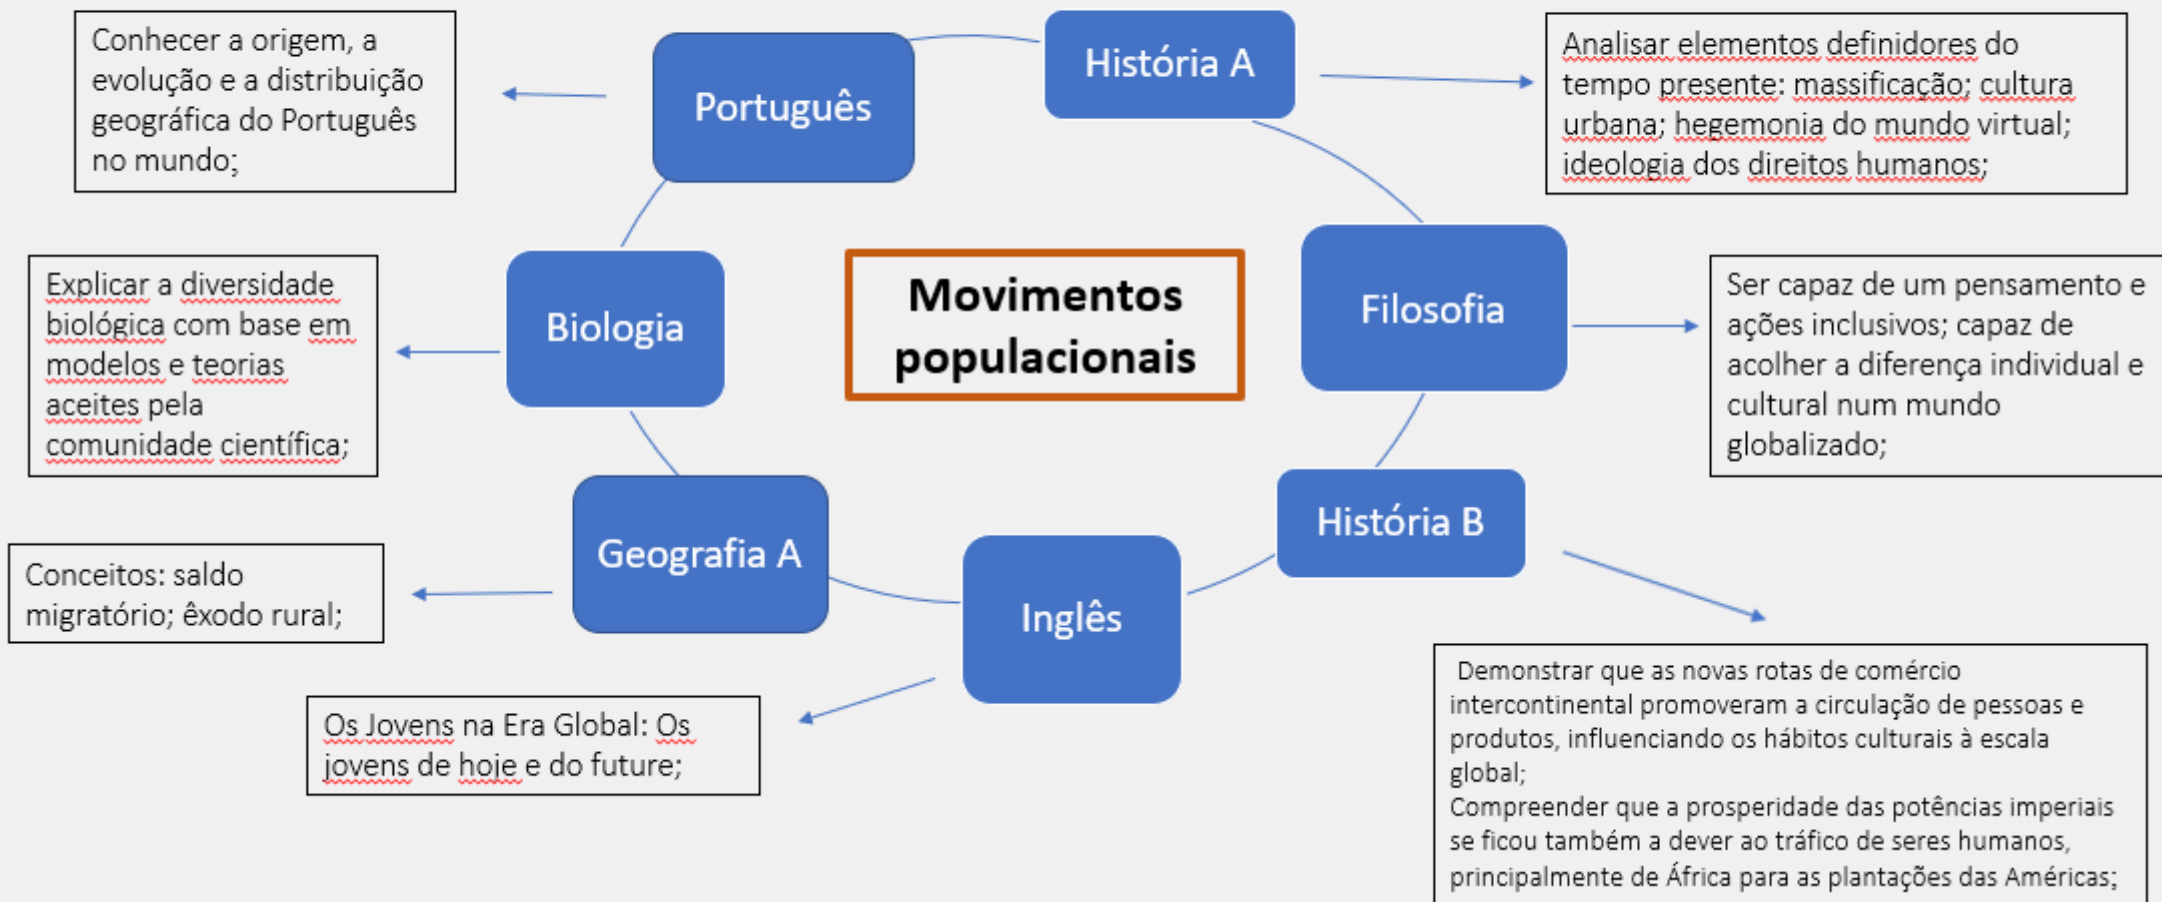 Conhecer a origem, a
evolução e a distribuição
geográfica do Português
no mundo;
Português
História A
Analisar elementos definidores do
tempo presente: massificação; cultura
urbana; hegemonia do mundo virtual;
ideologia dos direitos humanos;
Explicar a diversidade
biológica com base em
modelos e teorias
aceites pela
comunidade científica;
Biologia
Movimentos
populacionais
Filosofia
Ser capaz de um pensamento e
ações inclusivos; capaz de
acolher a diferença individual e
cultural num mundo
globalizado;
Conceitos: saldo
migratório; êxodo rural;
Geografia A
Inglês
História B
Os Jovens na Era Global: Os
jovens de hoje e do future;
Demonstrar que as novas rotas de comércio
intercontinental promoveram a circulação de pessoas e
produtos, influenciando os hábitos culturais à escala
global;
Compreender que a prosperidade das potências imperiais
se ficou também a dever ao tráfico de seres humanos,
principalmente de África para as plantações das Américas;